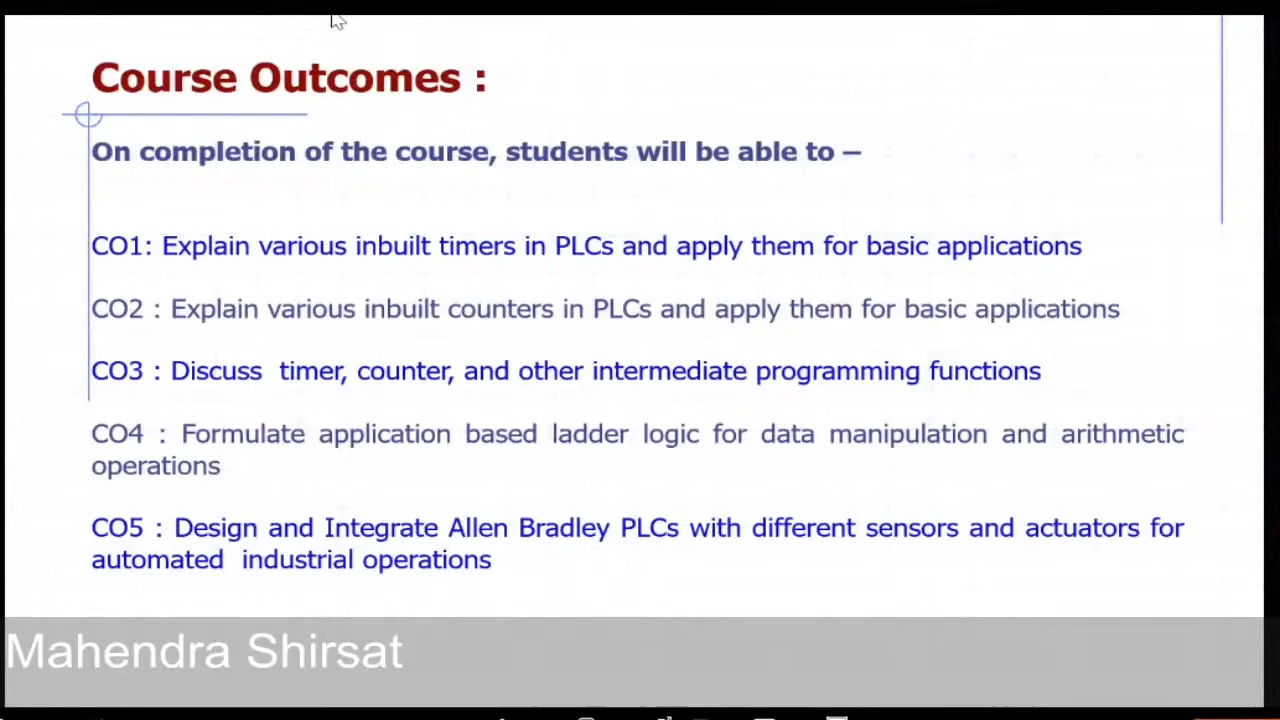 Course Outcomes :
On completion of the course, students will be able to –
CO1: Explain various inbuilt timers in PLCs and apply them for basic applications
CO2 : Explain various inbuilt counters in PLCs and apply them for basic applications
CO3 : Discuss  timer, counter, and other intermediate programming functions
CO4 : Formulate application based ladder logic for data manipulation and arithmetic
operations
CO5 : Design and Integrate Allen Bradley PLCs with different sensors and actuators for
automated  industrial operations
Mahendra Shirsat